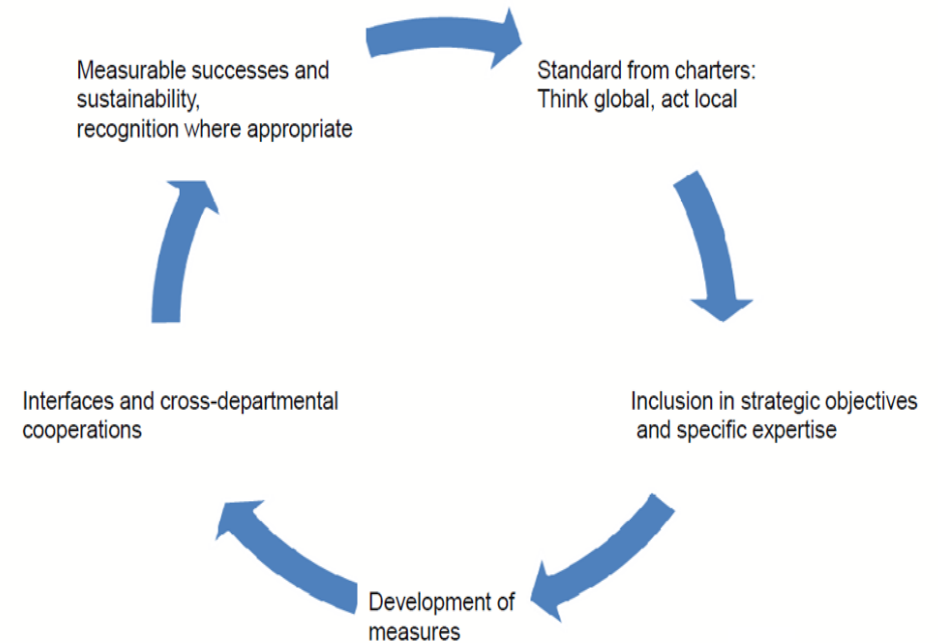 Measurable successes and
sustainability,
recognition where appropriate
Standard from charters:
Think global, act local
Inclusion in strategic objectives
and specific expertise
Development of
measures
Interfaces and cross-departmental
cooperations